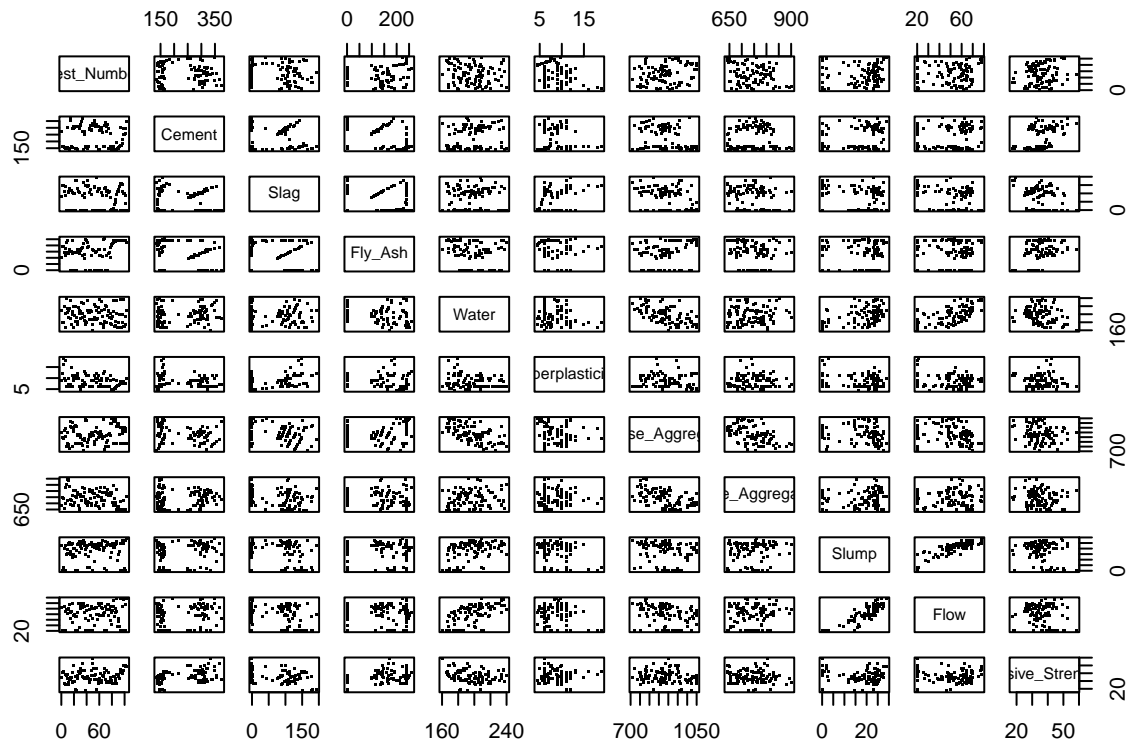 150 350 0 200 5 15 650 900 20 60
est_Numb
0
150
Cement
Slag
0
0
Fly_Ash
Water
160
5
perplastici
se_Aggreg
700
650
e_Aggrega
Slump
0
20
Flow
sive_Stren
20
0 60 0 150 160 240 700 1050 0 20 20 50